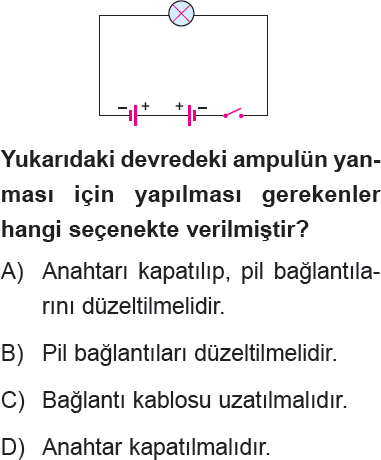 − + + −
Yukarıdaki devredeki ampulün yan-
ması için yapılması gerekenler
hangi seçenekte verilmiştir?
A) Anahtarı kapatılıp, pil bağlantıla-
rını düzeltilmelidir.
B) Pil bağlantıları düzeltilmelidir.
C) Bağlantı kablosu uzatılmalıdır.
D) Anahtar kapatılmalıdır.